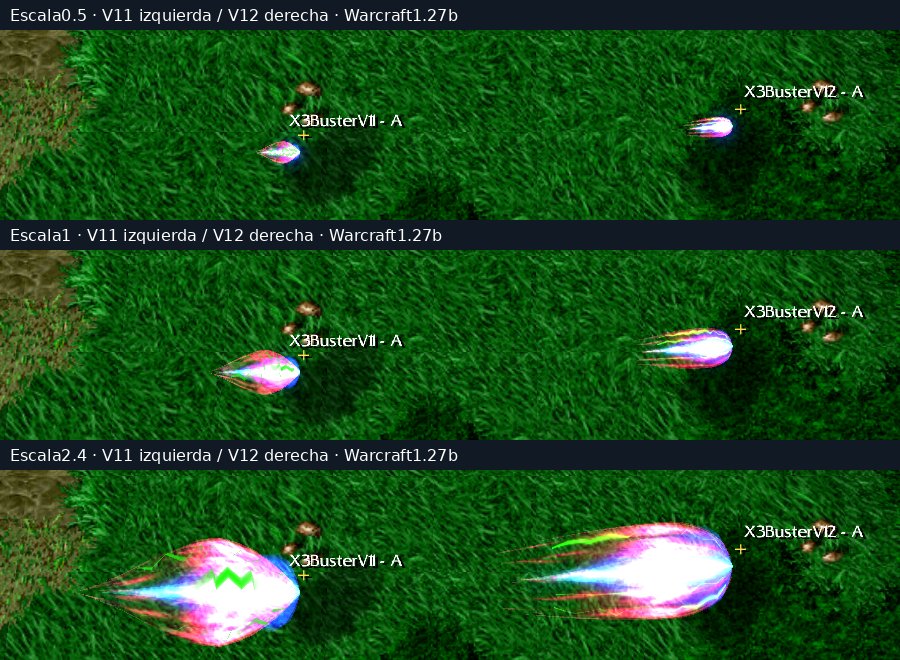 Escala0.5 · V11 izquierda / V12 derecha · Warcraft1.27b
X3BusterV12 - A
X3BusterV11 - A
Escala1 · V11 izquierda / V12 derecha · Warcraft1.27b
X3BusterV12 - A
X3BusterV11 - A
Escala2.4 · V11 izquierda / V12 derecha · Warcraft1.27b
X3BusterV12 - A
X3BusterV11 - A